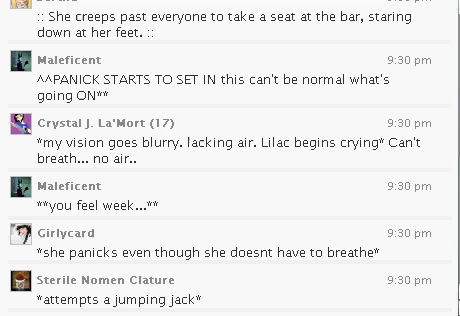 :: She creeps past everyone to take a seat at the bar, staring
down at her feet. ::
Maleficent 9:30 pm
^^PANICK STARTS TO SET IN this can't be normal what's
going ON**
Crystal J. La'Mort (17) 9:30 pm
*my vision goes blurry. lacking air. Lilac begins crying* Can't
breath... no air..
Maleficent 9:30 pm
**you feel week...**
Girlycard 9:30 pm
*she panicks even though she doesnt have to breathe*
Sterile Nomen Clature 9:30 pm
*attempts a jumping jack*